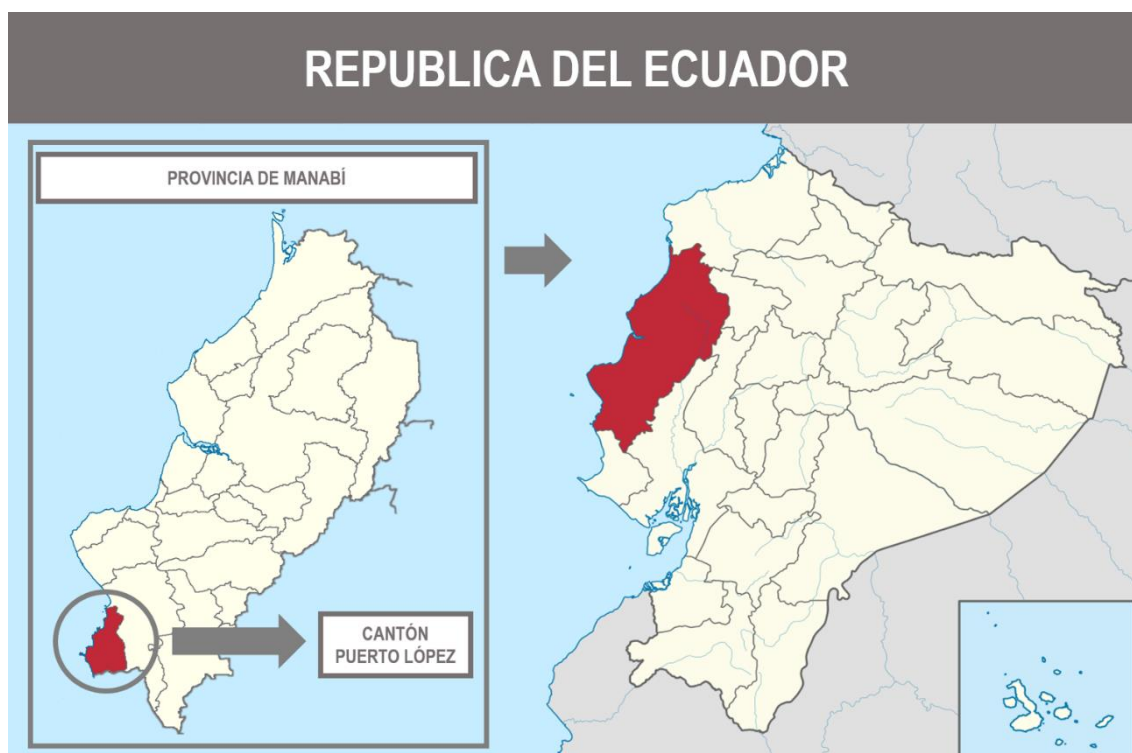 REPUBLICA DEL ECUADOR
PROVINCIA DE MANABÍ
CANTÓN
PUERTO LÓPEZ